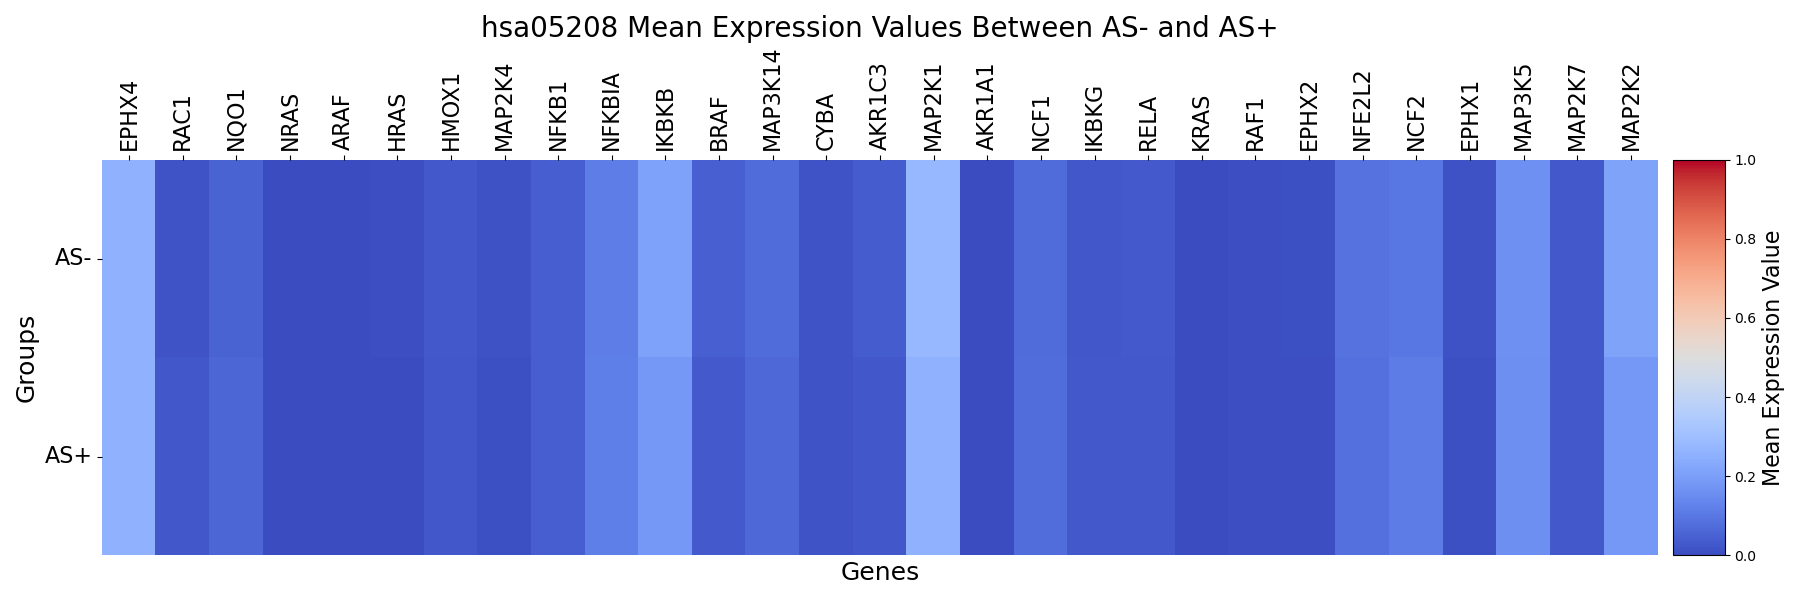 hsa05208 Mean Expression Values Between AS- and AS+
EPHX4
RAC1
NQO1
NRAS
ARAF
HRAS
HMOX1
MAP2K4
NFKB1
NFKBIA
IKBKB
BRAF
MAP3K14
CYBA
AKR1C3
MAP2K1
AKR1A1
NCF1
IKBKG
RELA
KRAS
RAF1
EPHX2
NFE2L2
NCF2
EPHX1
MAP3K5
MAP2K7
MAP2K2
Groups
AS-
AS+
Genes
1.0
0.8
0.6
0.4
0.2
0.0
Mean Expression Value